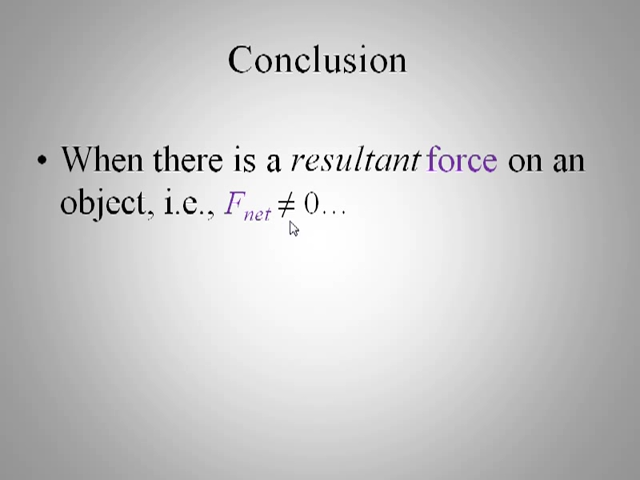 Conclusion
• When there is a resultant force on an
object, i.e., Fnet ≠ 0…